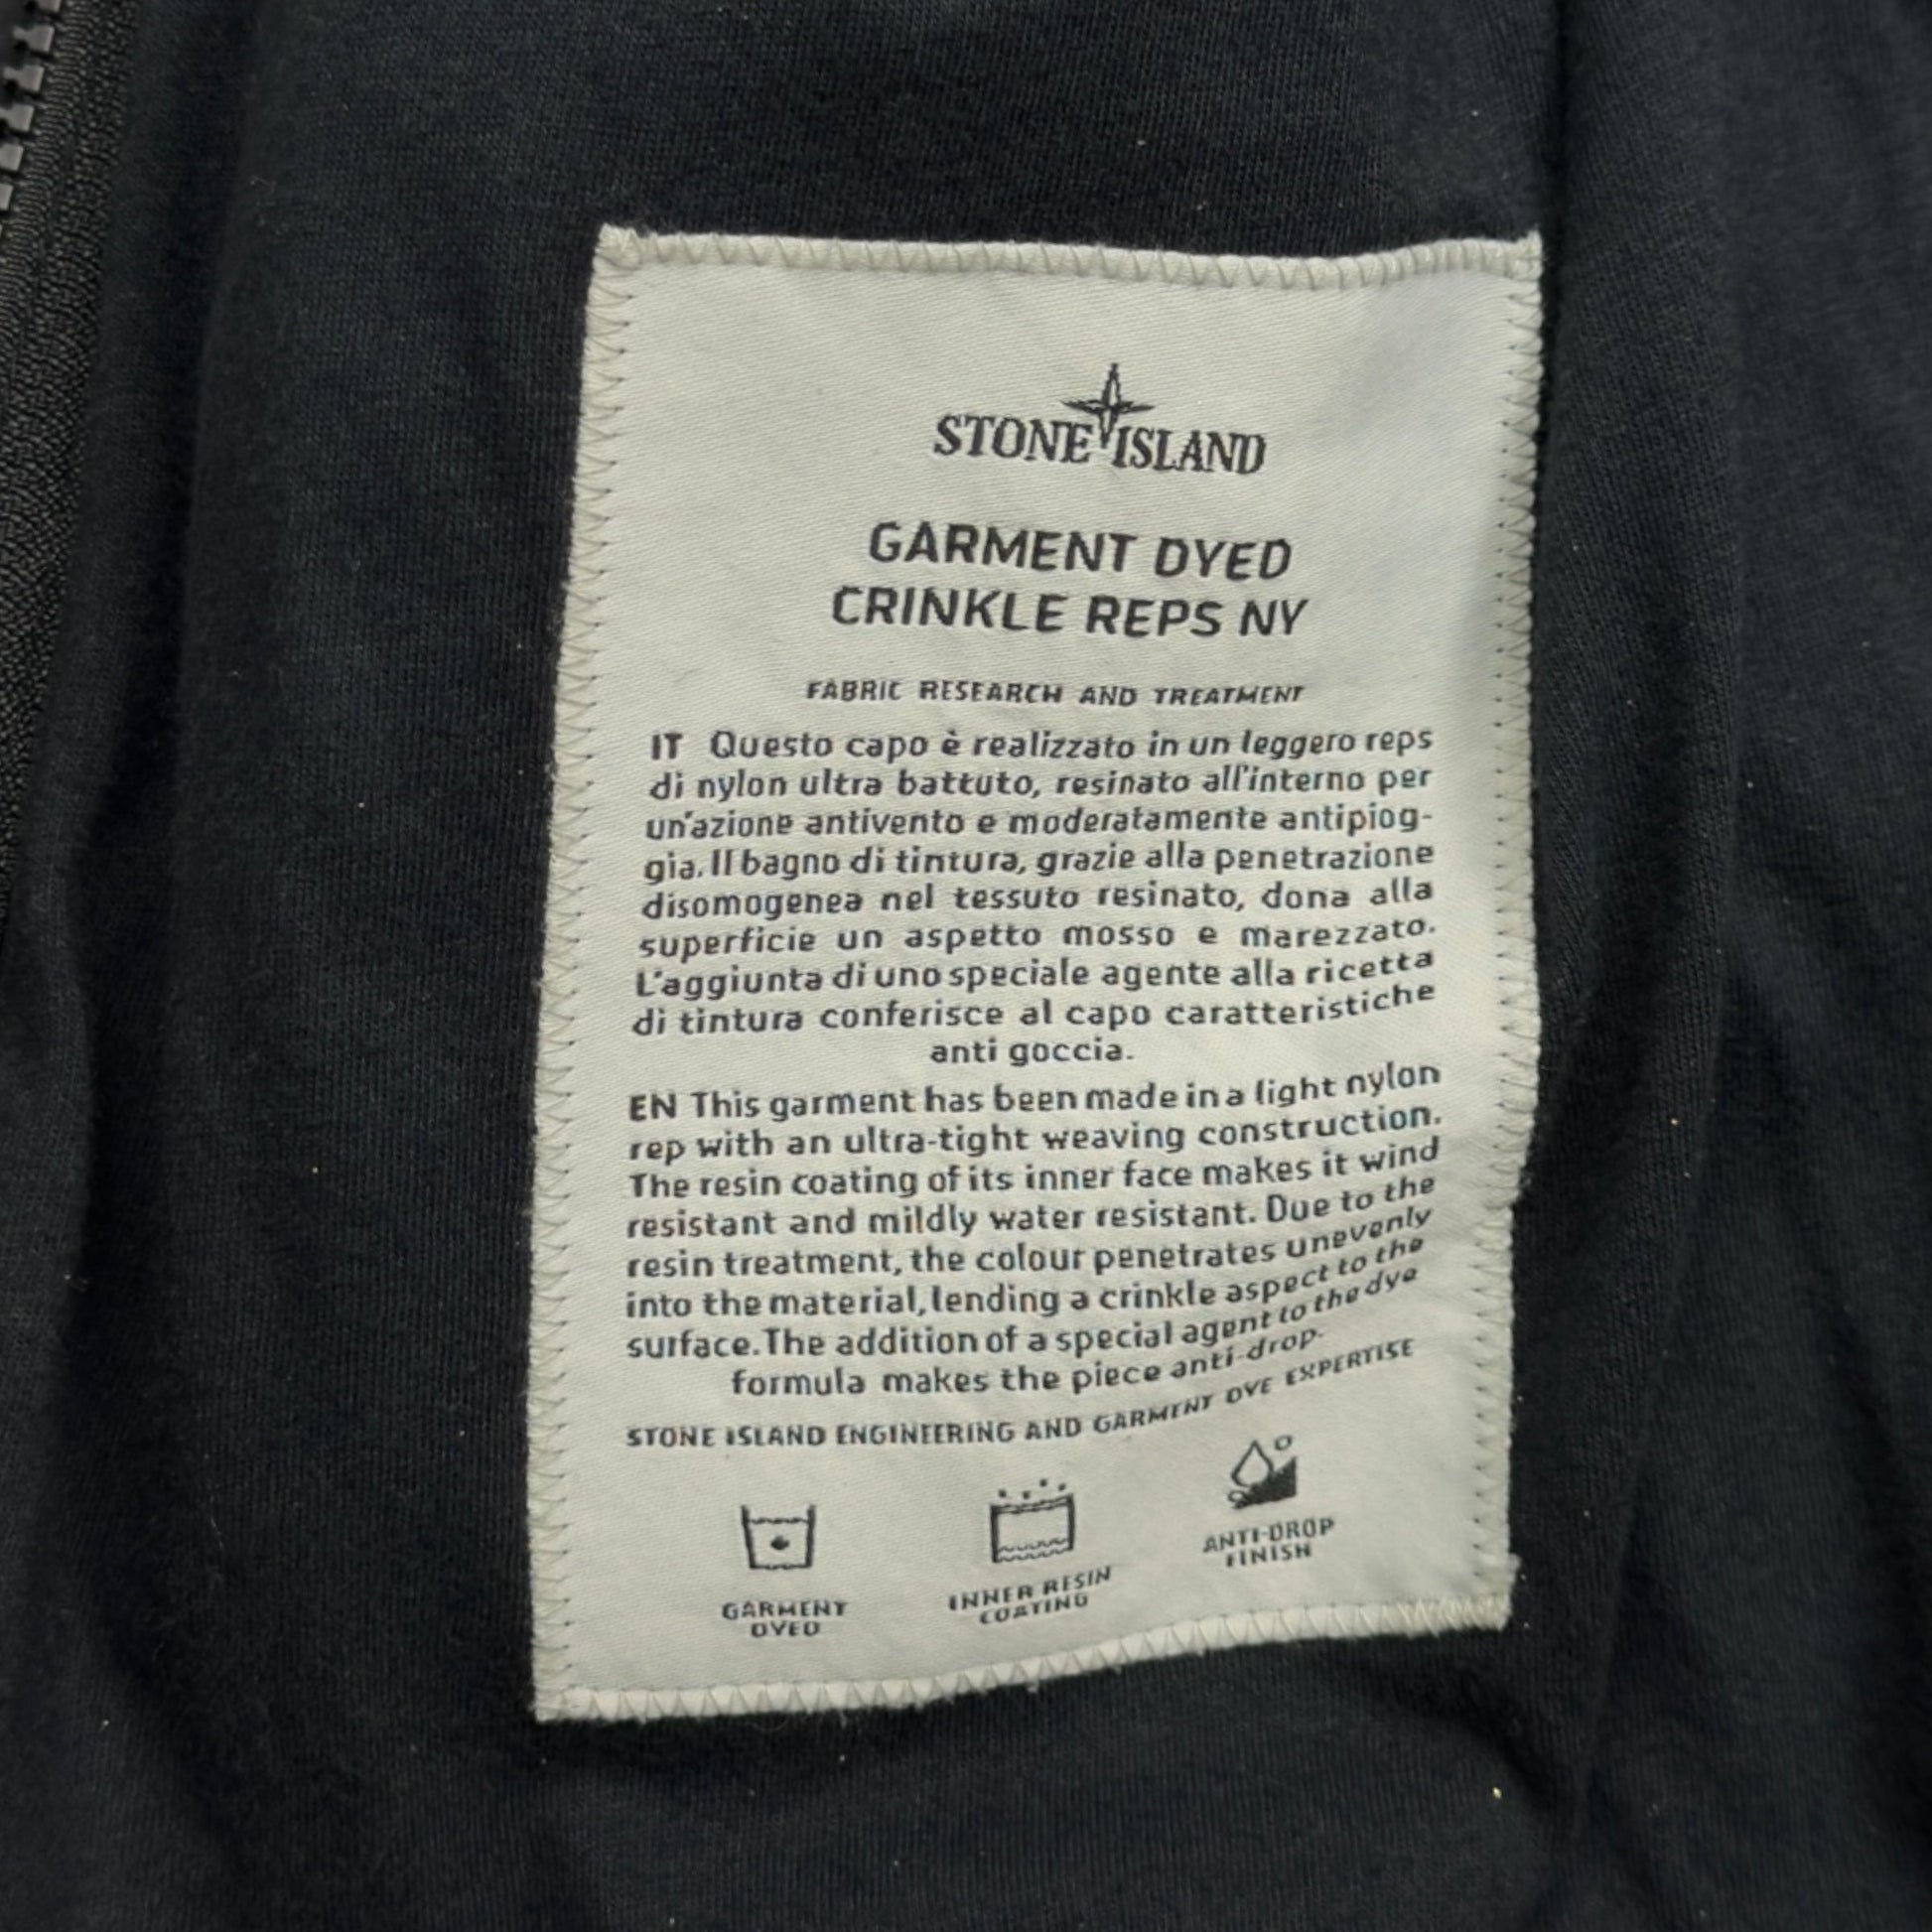 STONE ISLAND
GARMENT DYED
CRINKLE REPS NY
FABRIC RESEARCH AND TREATMENT
IT Questo capo è realizzato in un leggero reps
di nylon ultra battuto, resinato all'interno per
un'azione antivento e moderatamente antipiog-
gia. Il bagno di tintura, grazie alla penetrazione
disomogenea nel tessuto resinato, dona alla
superficie un aspetto mosso e marezzato.
L'aggiunta di uno speciale agente alla ricetta
di tintura conferisce al capo caratteristiche
anti goccia.
EN This garment has been made in a light nylon
rep with an ultra-tight weaving construction.
The resin coating of its inner face makes it wind
resistant and mildly water resistant. Due to the
resin treatment, the colour penetrates unevenly
into the material, lending a crinkle aspect to the
surface. The addition of a special agent to the dye
formula makes the piece anti-drop.
STONE ISLAND ENGINEERING AND GARMENT DYE EXPERTISE
GARMENT
DYED
INNER RESIN
COATING
ANTI-DROP
FINISH